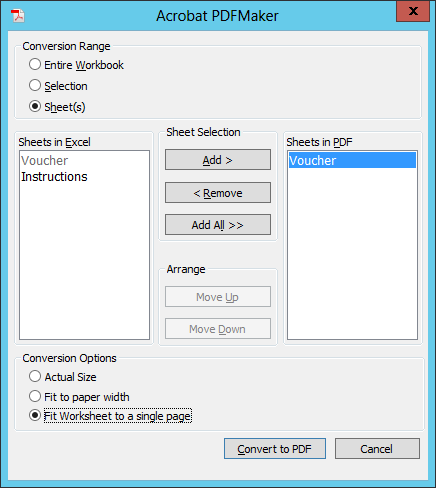 Acrobat PDFMaker
Conversion Range
Entire Workbook
Selection
Sheet(s)
Sheets in Excel
Voucher
Instructions
Sheet Selection
Add >
< Remove
Add All >>
Arrange
Move Up
Move Down
Sheets in PDF
Voucher
Conversion Options
Actual Size
Fit to paper width
Fit Worksheet to a single page
Convert to PDF
Cancel